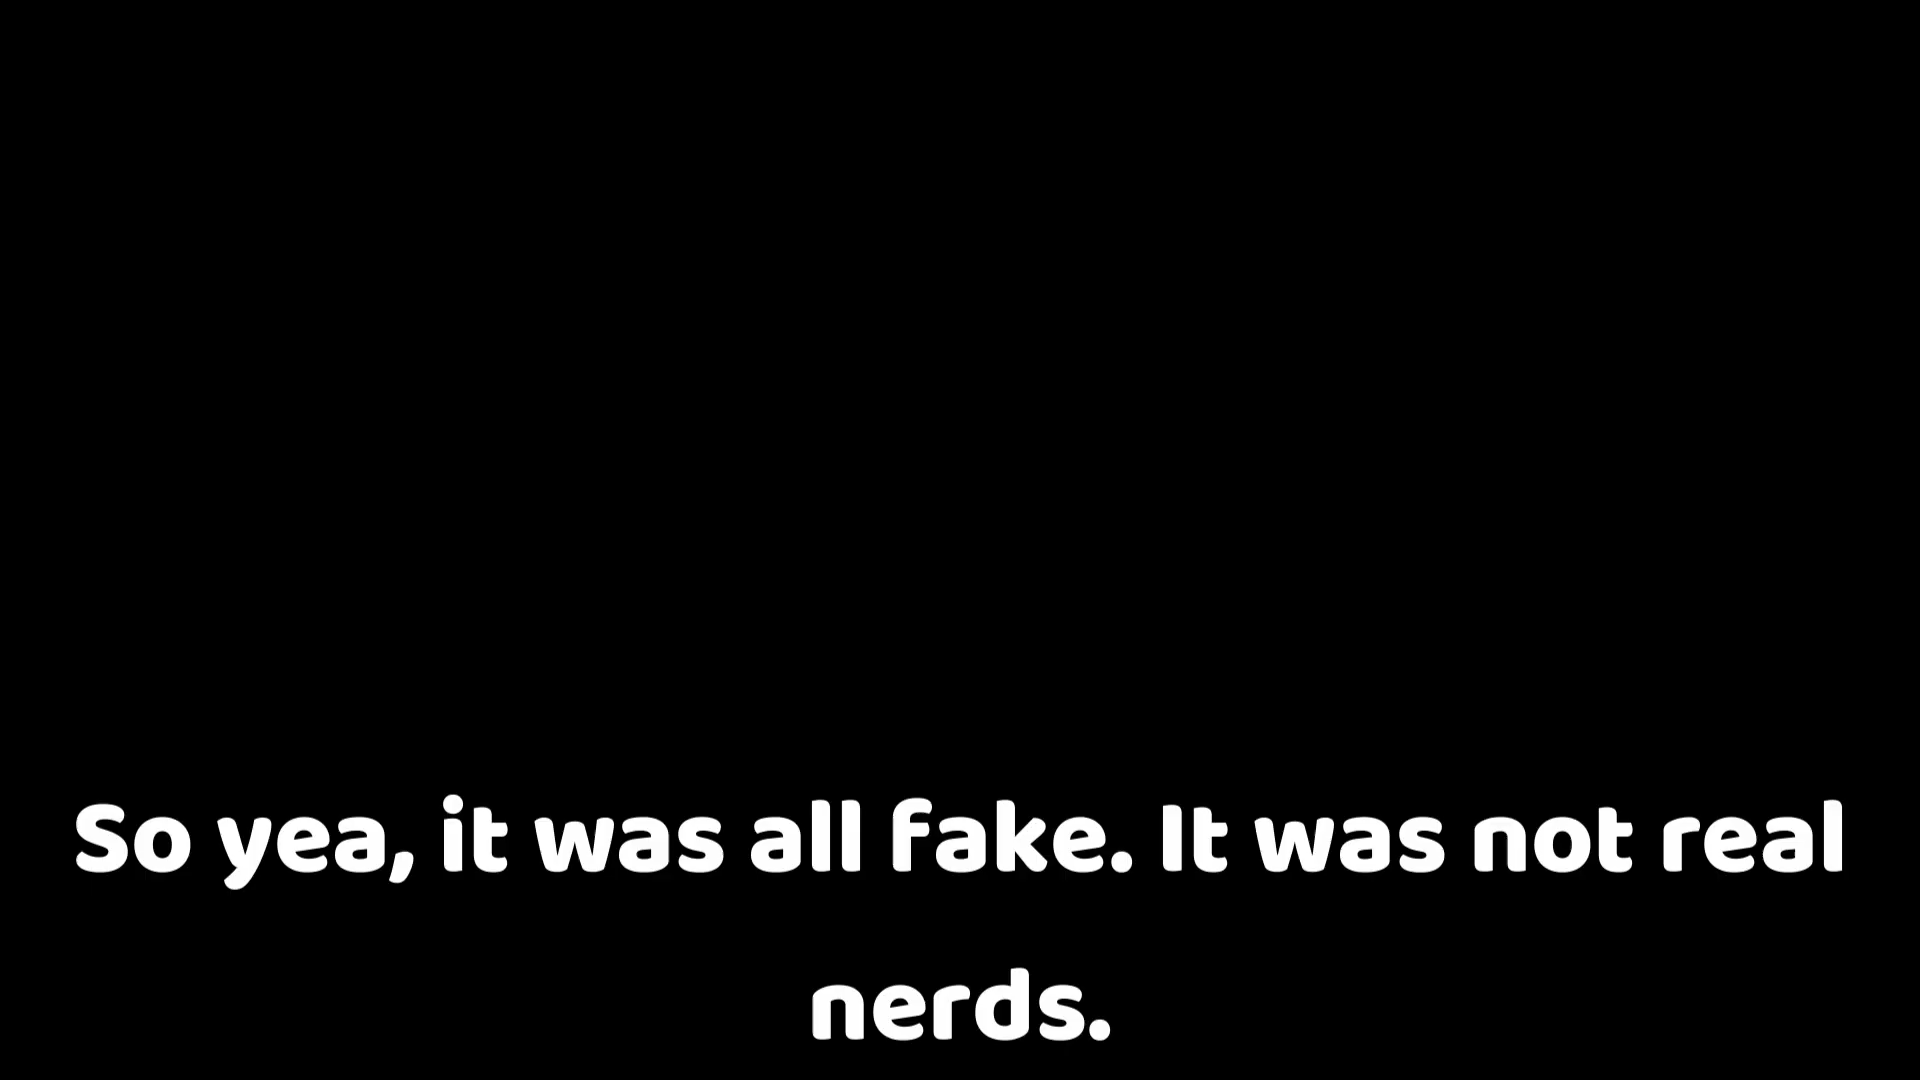 So yea, it was all fake. It was not real
nerds.